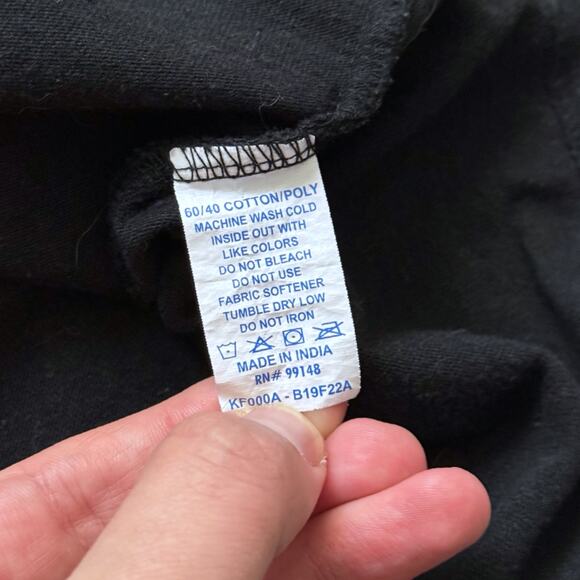 60/40 COTTON/POLY
MACHINE WASH COLD
INSIDE OUT WITH
LIKE COLORS
DO NOT BLEACH
DO NOT USE
FABRIC SOFTENER
TUMBLE DRY LOW
DO NOT IRON
MADE IN INDIA
RN# 99148
KF000A - B19F22A